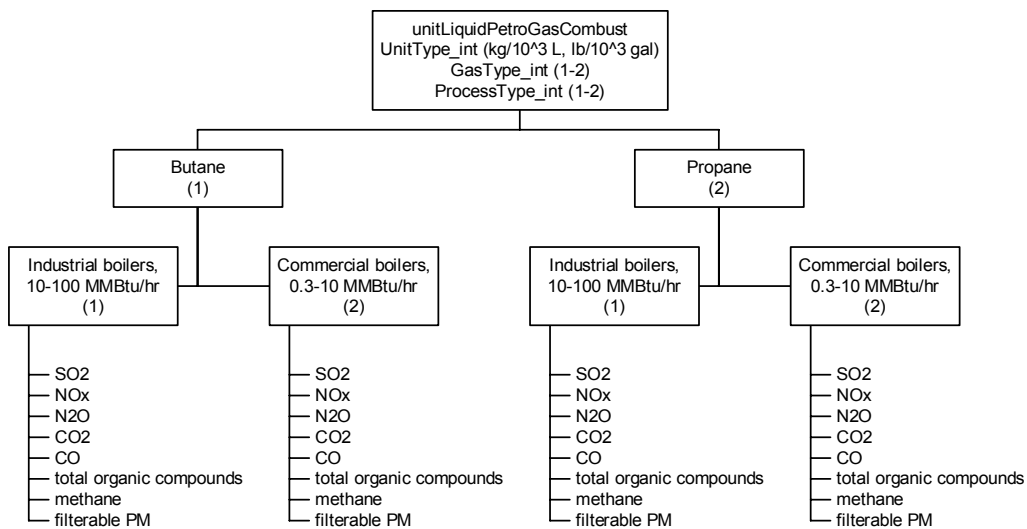 unitLiquidPetroGasCombust
UnitType_int (kg/10^3 L, lb/10^3 gal)
GasType_int (1-2)
ProcessType_int (1-2)
Butane
(1)
Propane
(2)
Industrial boilers,
10-100 MMBtu/hr
(1)
Commercial boilers,
0.3-10 MMBtu/hr
(2)
Industrial boilers,
10-100 MMBtu/hr
(1)
Commercial boilers,
0.3-10 MMBtu/hr
(2)
SO2
NOx
N2O
CO2
CO
total organic compounds
methane
filterable PM
SO2
NOx
N2O
CO2
CO
total organic compounds
methane
filterable PM
SO2
NOx
N2O
CO2
CO
total organic compounds
methane
filterable PM
SO2
NOx
N2O
CO2
CO
total organic compounds
methane
filterable PM